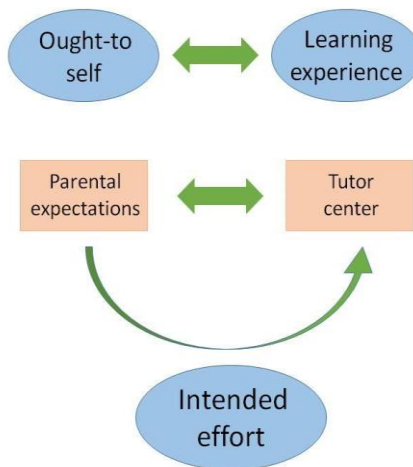 Ought-to
self
Learning
experience
Parental
expectations
Tutor
center
Intended
effort